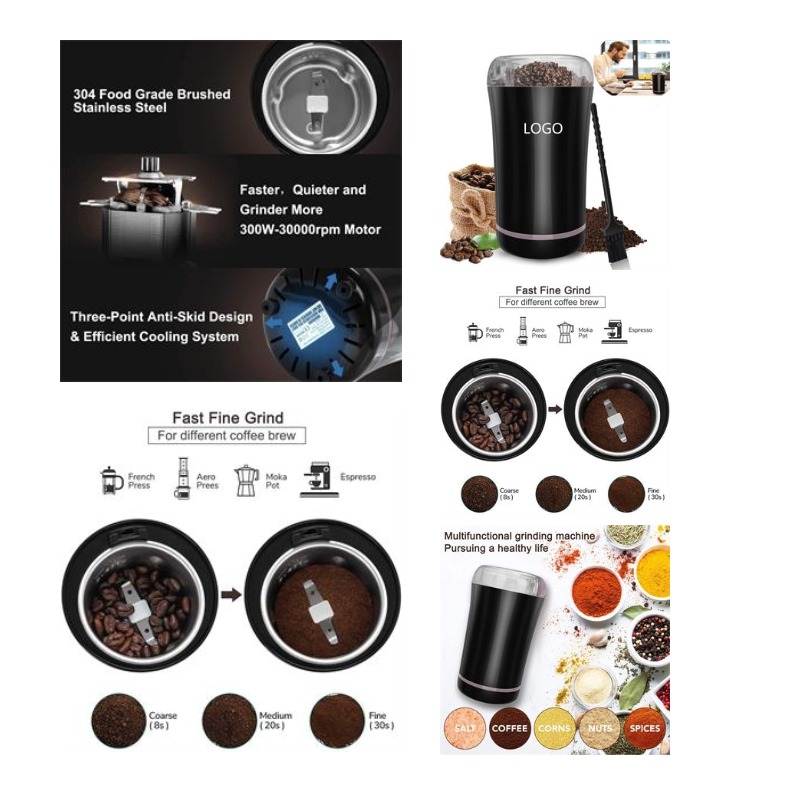 304 Food Grade Brushed
Stainless Steel
Faster, Quieter and
Grinder More
300W-30000rpm Motor
Three-Point Anti-Skid Design
& Efficient Cooling System
Fast Fine Grind
For different coffee brew
French
Press
Aero
Prees
Moka
Pot
Espresso
Coarse
(8s)
Medium
(20s)
Fine
(30s)
LOGO
Fast Fine Grind
For different coffee brew
French
Press
Aero
Prees
Moka
Pot
Espresso
Coarse
(8s)
Medium
(20s)
Fine
(30s)
Multifunctional grinding machine
Pursuing a healthy life
SALT
COFFEE
CORNS
NUTS
SPICES